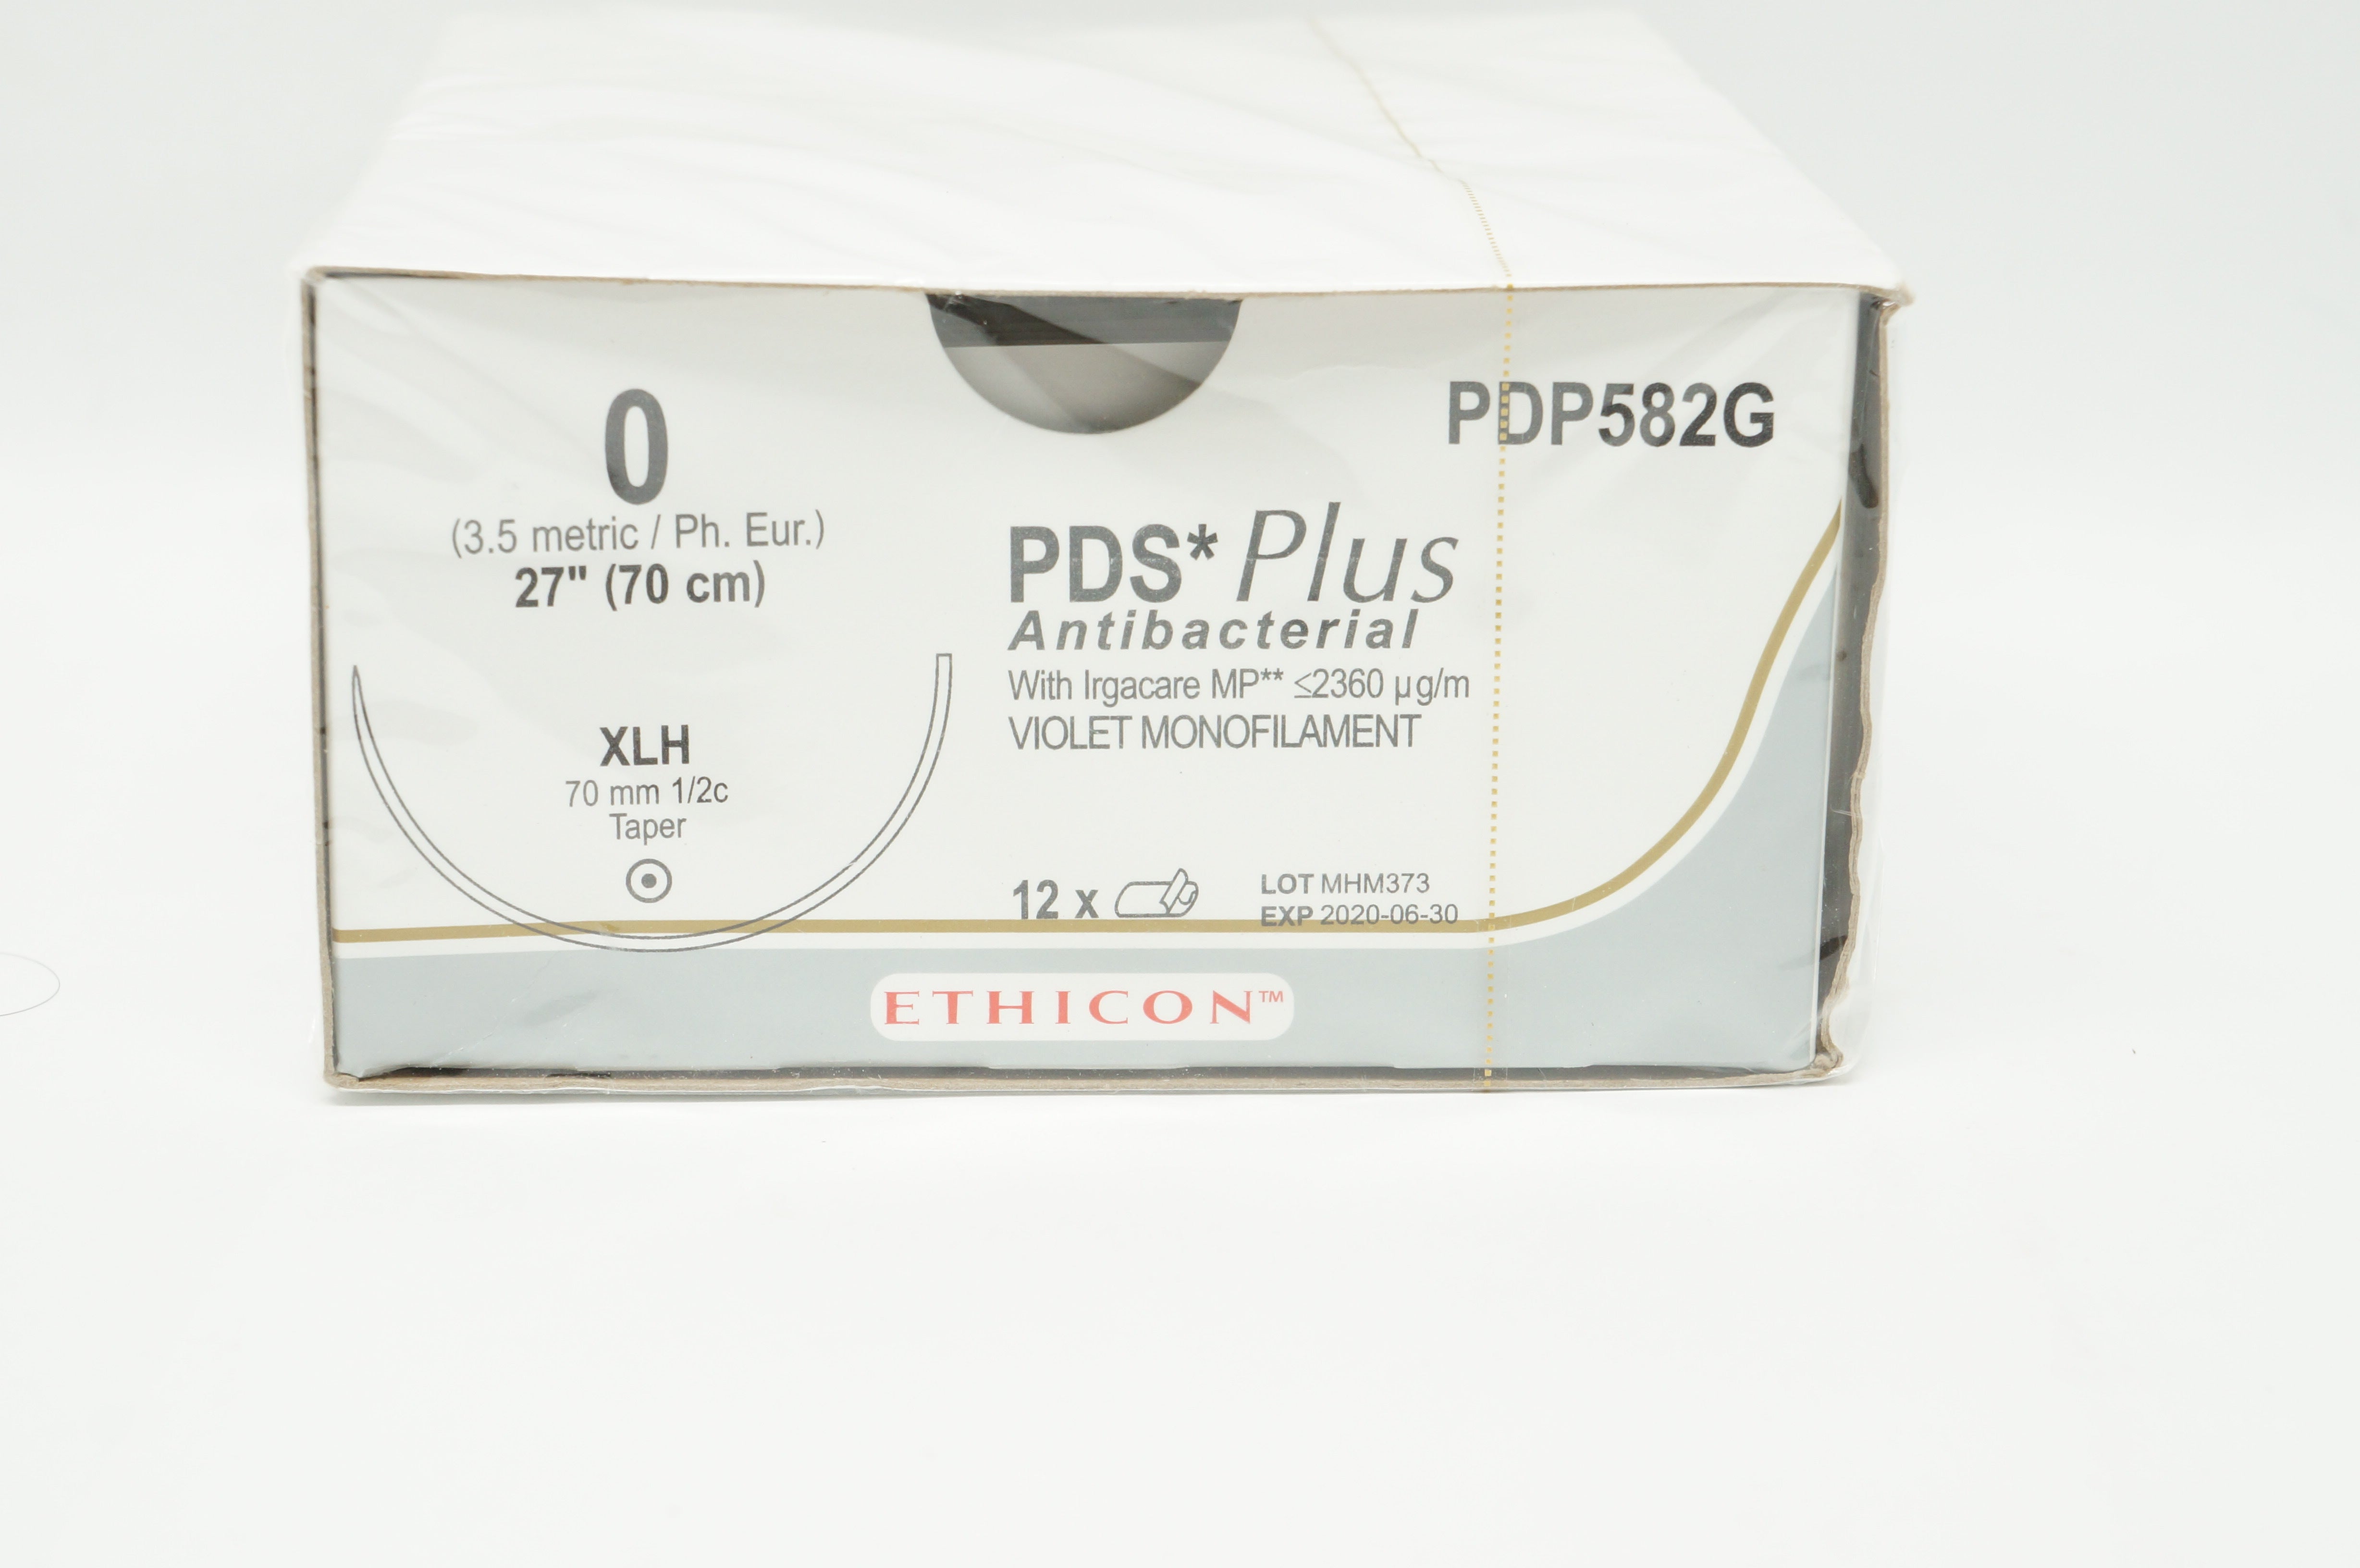 0
(3.5 metric / Ph. Eur.)
27" (70 cm)
XLH
70 mm 1/2c
Taper
PDP582G
PDS* Plus
Antibacterial
With Irgacare MP** ≤2360 µg/m
VIOLET MONOFILAMENT
12 x
LOT MHM373
EXP 2020-06-30
ETHICON™